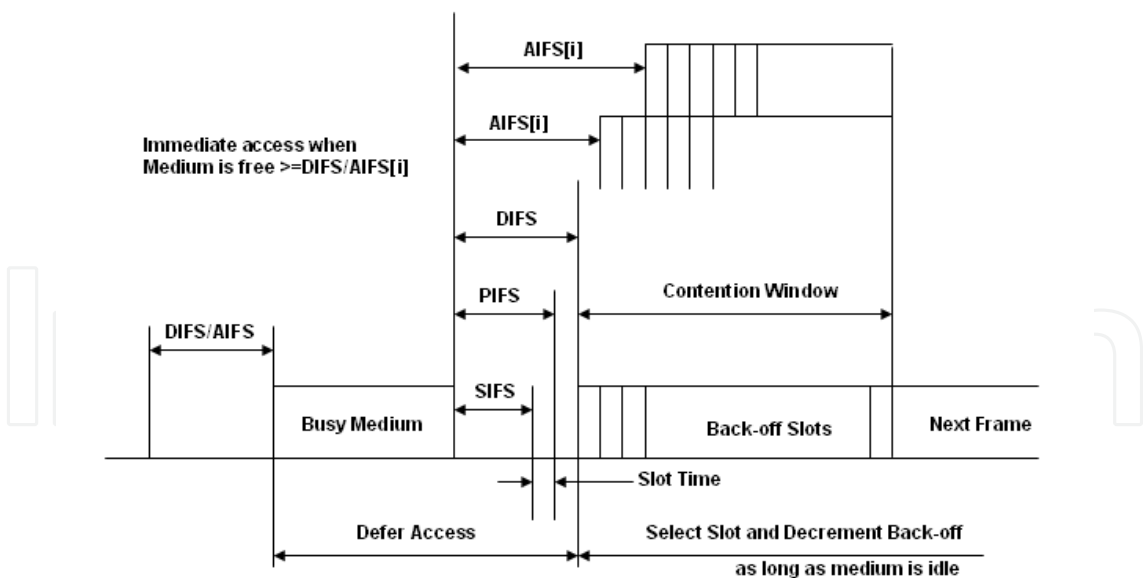 AIFS[i]
AIFS[i]
Immediate access when
Medium is free >=DIFS/AIFS[i]
DIFS
PIFS
Contention Window
DIFS/AIFS
SIFS
Busy Medium
Back-off Slots
Next Frame
Slot Time
Defer Access
Select Slot and Decrement Back-off
as long as medium is idle